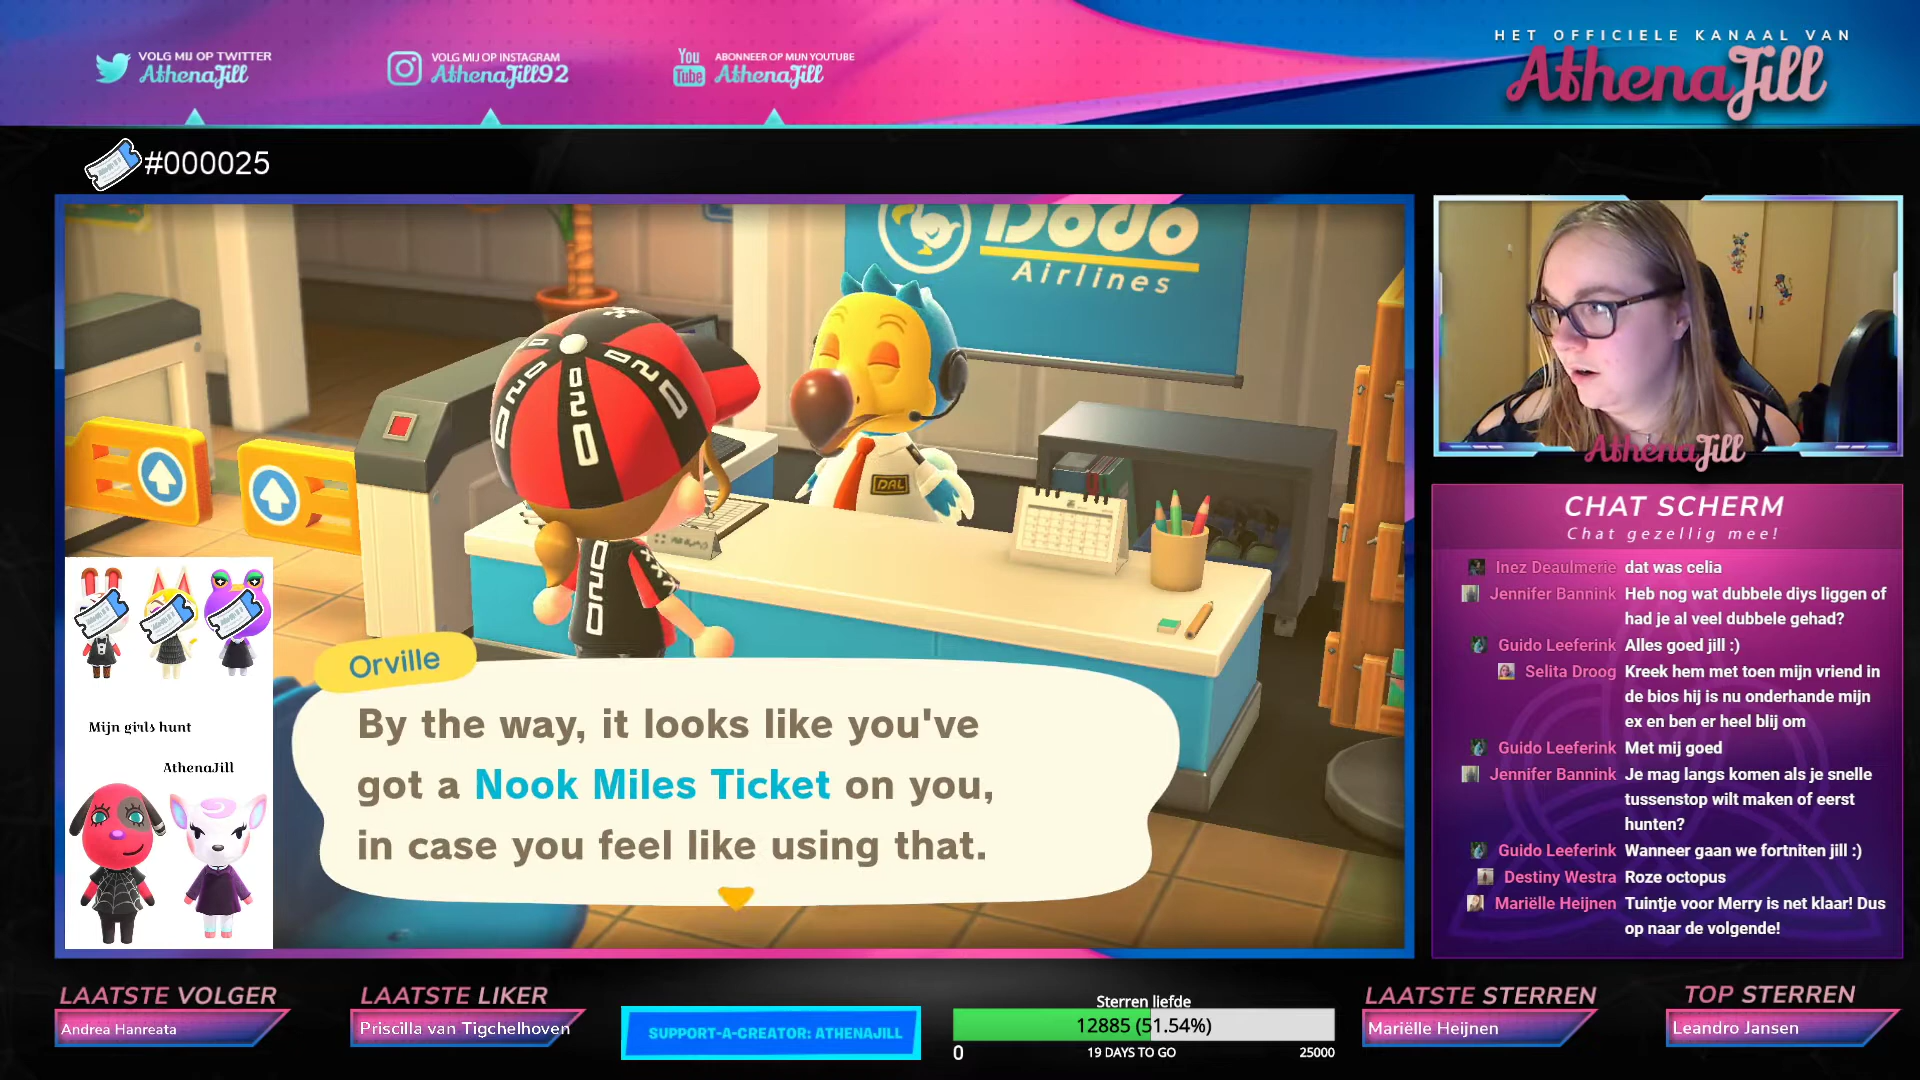 VOLG MIJ OP TWITTER
AthenaJill
VOLG MIJ OP INSTAGRAM
AthenaJill92
You
Tube
ABONNEER OP MIJN YOUTUBE
AthenaJill
HET OFFICIELE KANAAL VAN
AthenaJill
#000025
Dodo
Airlines
DAL
Orville
By the way, it looks like you've
got a Nook Miles Ticket on you,
in case you feel like using that.
Mijn girls hunt
AthenaJill
AthenaJill
CHAT SCHERM
Chat gezellig mee!
Inez Deaulmerie dat was celia
Jennifer Bannink Heb nog wat dubbele diys liggen of
had je al veel dubbele gehad?
Guido Leeferink Alles goed jill :)
Selita Droog Kreek hem met toen mijn vriend in
de bios hij is nu onderhande mijn
ex en ben er heel blij om
Guido Leeferink Met mij goed
Jennifer Bannink Je mag langs komen als je snelle
tussenstop wilt maken of eerst
hunten?
Guido Leeferink Wanneer gaan we fortniten jill :)
Destiny Westra Roze octopus
Mariëlle Heijnen Tuintje voor Merry is net klaar! Dus
op naar de volgende!
LAATSTE VOLGER
Andrea Hanreata
LAATSTE LIKER
Priscilla van Tigchelhoven
SUPPORT-A-CREATOR: ATHENAJILL
Sterren liefde
12885 (51.54%)
0
19 DAYS TO GO
25000
LAATSTE STERREN
Mariëlle Heijnen
TOP STERREN
Leandro Jansen